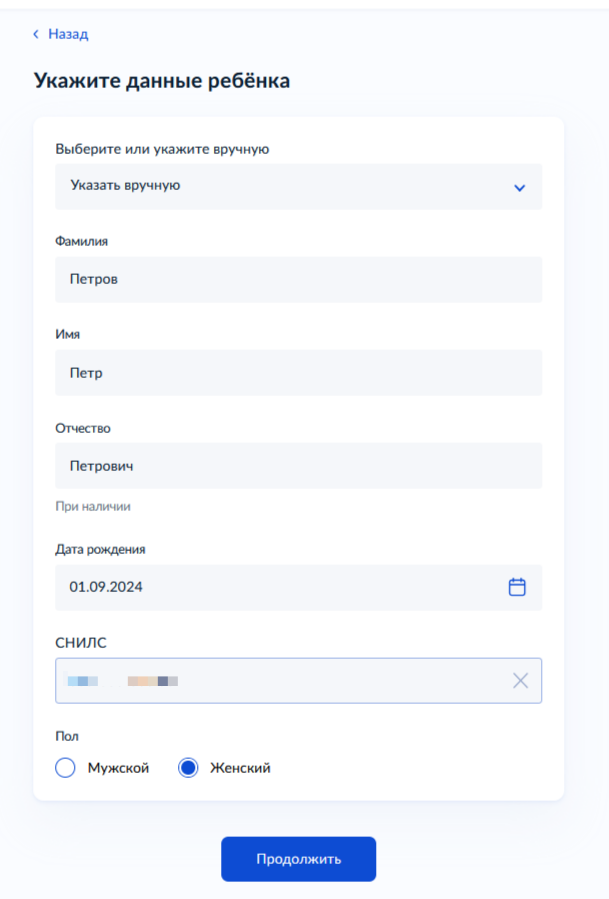 Назад
Укажите данные ребёнка
Выберите или укажите вручную
Указать вручную
Фамилия
Петров
Имя
Петр
Отчество
Петрович
При наличии
Дата рождения
01.09.2024
СНИЛС
Пол
Мужской Женский
Продолжить